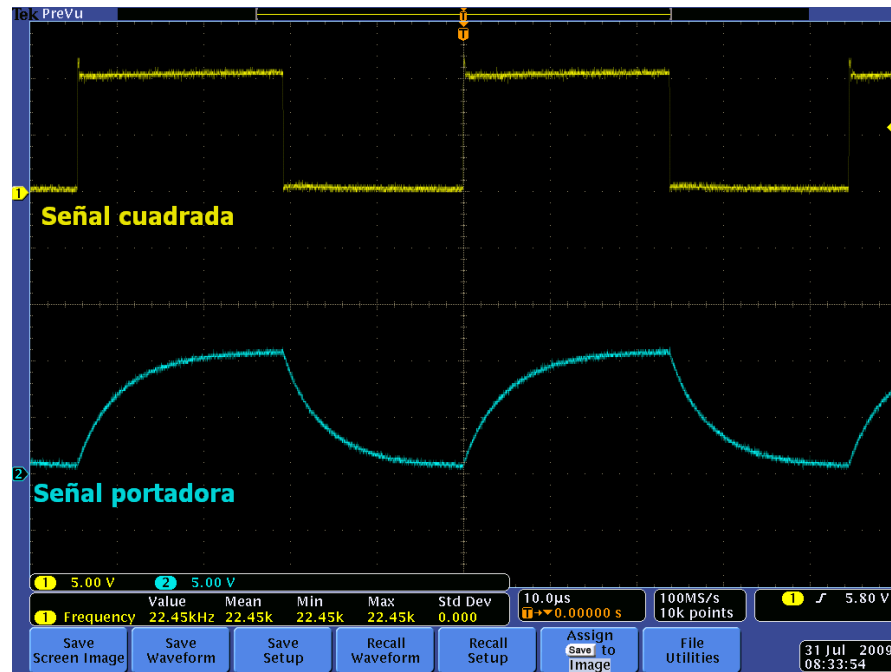 Tek PreVu
T
T
1
Señal cuadrada
2
Señal portadora
1 5.00 V 2 5.00 V
Value Mean Min Max Std Dev
1 Frequency 22.45kHz 22.45k 22.45k 22.45k 0.000
10.0µs
T→▼0.00000 s
100MS/s
10k points
1 ʃ 5.80 V
Save Screen Image
Save Waveform
Save Setup
Recall Waveform
Recall Setup
Assign Save to Image
File Utilities
31 Jul 2009
08:33:54